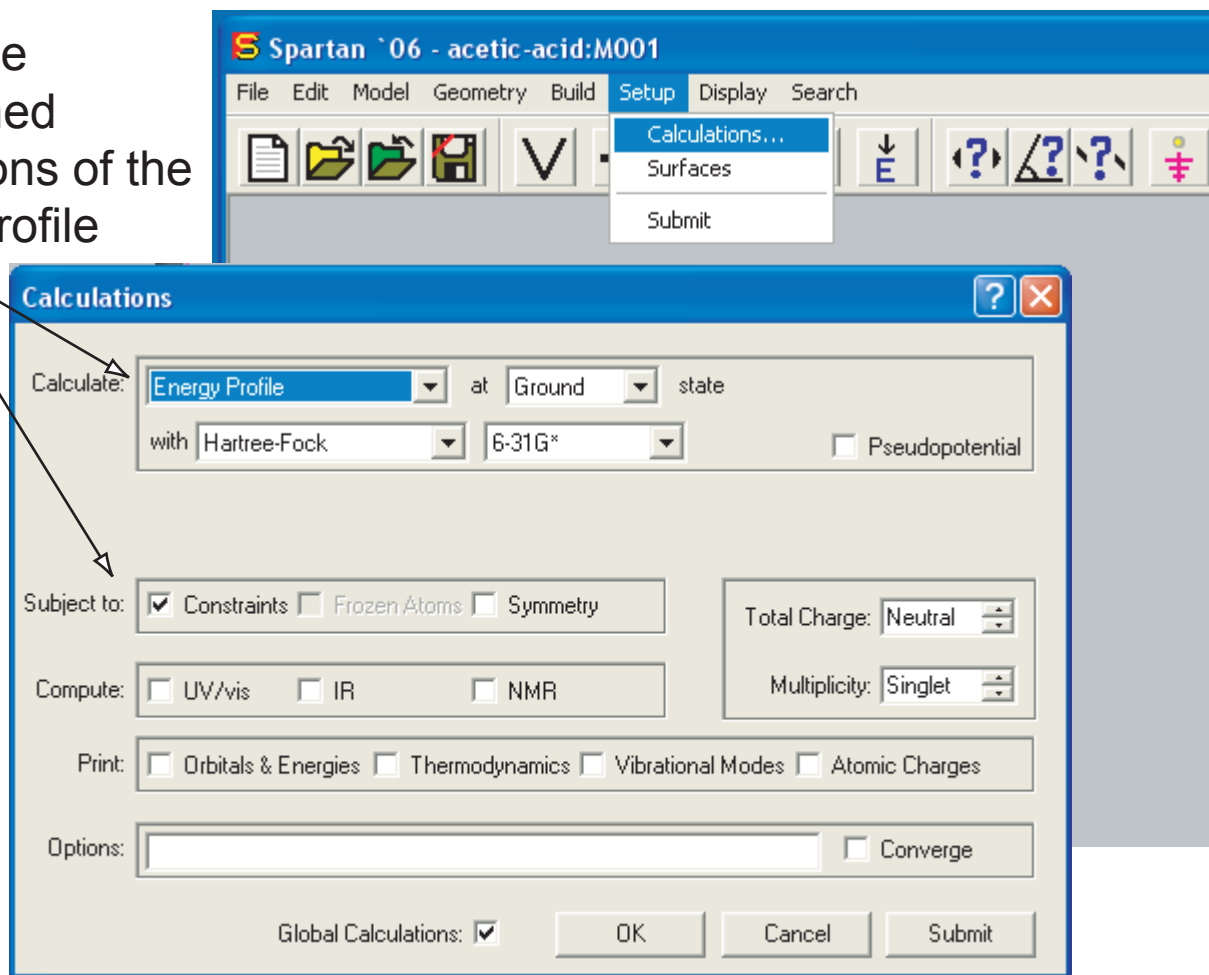 e
ned
ons of the
rofile
Spartan `06 - acetic-acid:M001
File Edit Model Geometry Build Setup Display Search
Calculations...
Surfaces
Submit
E
?
?
?
Calculations
?
Calculate: Energy Profile at Ground state
with Hartree-Fock 6-31G* Pseudopotential
Subject to: Constraints Frozen Atoms Symmetry
Total Charge: Neutral
Compute: UV/vis IR NMR
Multiplicity: Singlet
Print: Orbitals & Energies Thermodynamics Vibrational Modes Atomic Charges
Options: Converge
Global Calculations: OK Cancel Submit